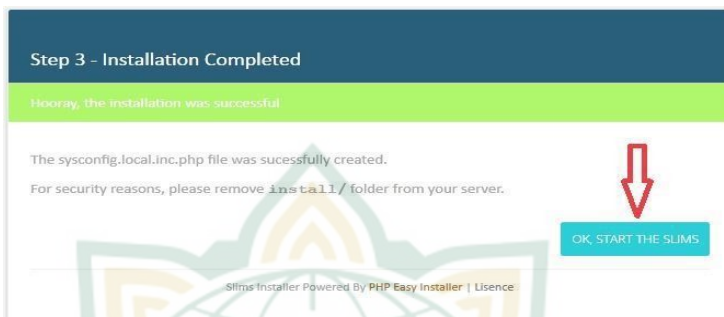 Step 3 - Installation Completed
Hooray, the installation was successful
The sysconfig.local.inc.php file was sucessfully created.
For security reasons, please remove install/ folder from your server.
OK, START THE SLIMS
Slims Installer Powered By PHP Easy Installer | Lisence